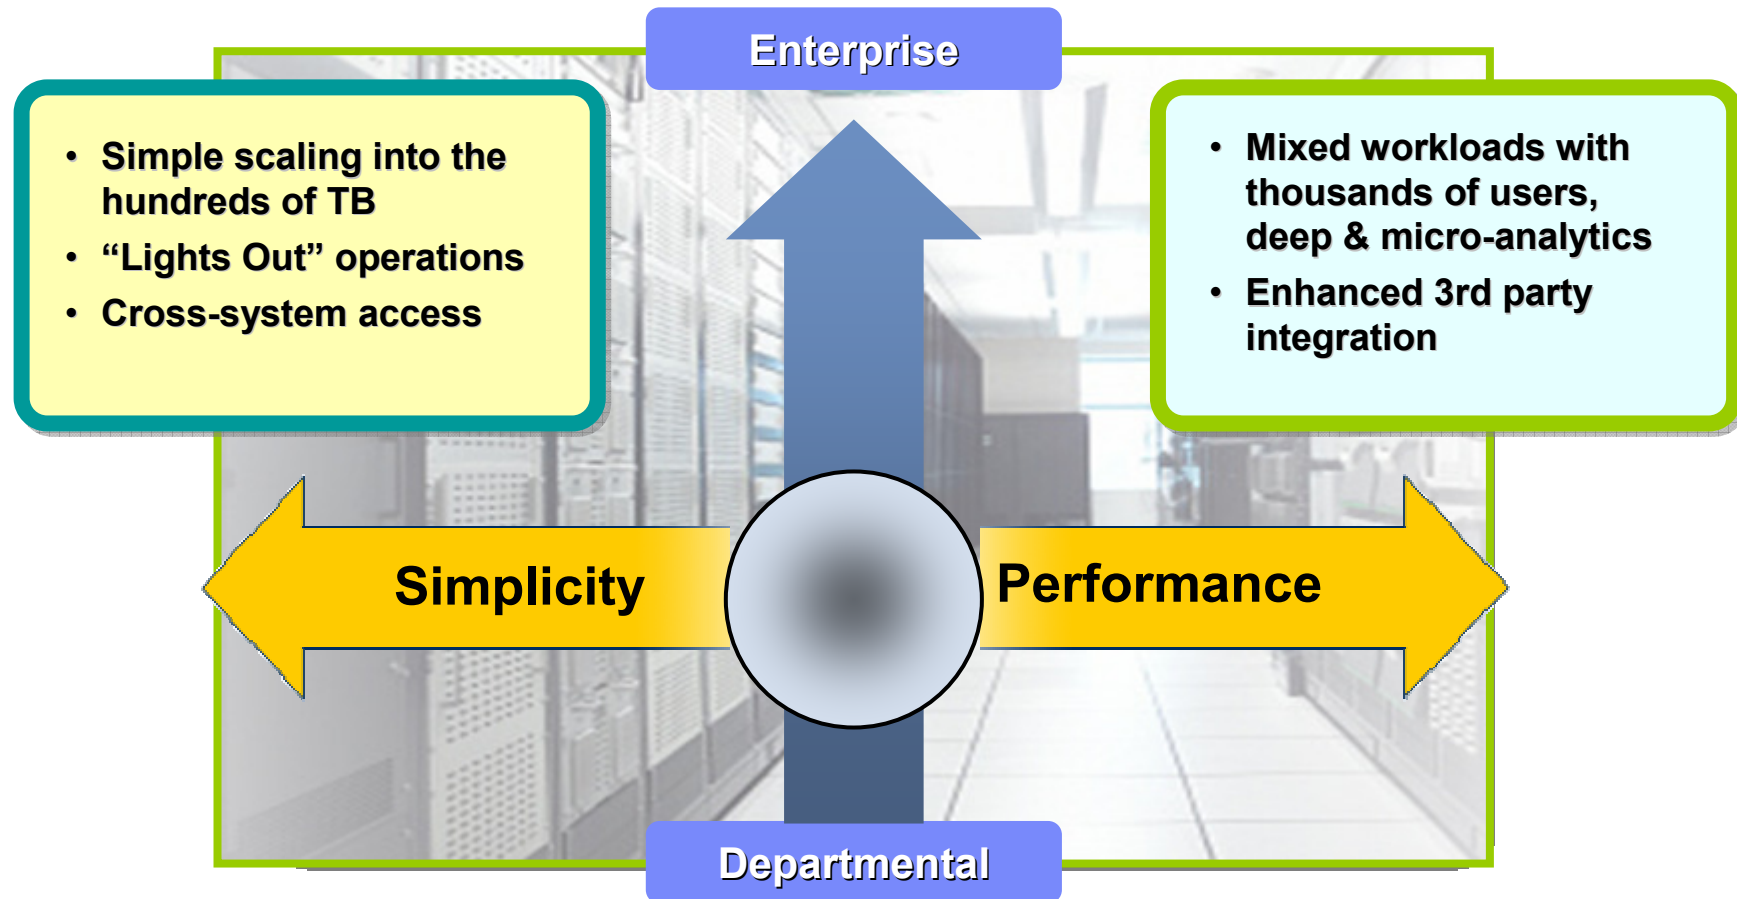 Enterprise
• Simple scaling into the
hundreds of TB
• “Lights Out” operations
• Cross-system access
• Mixed workloads with
thousands of users,
deep & micro-analytics
• Enhanced 3rd party
integration
Simplicity
Performance
Departmental